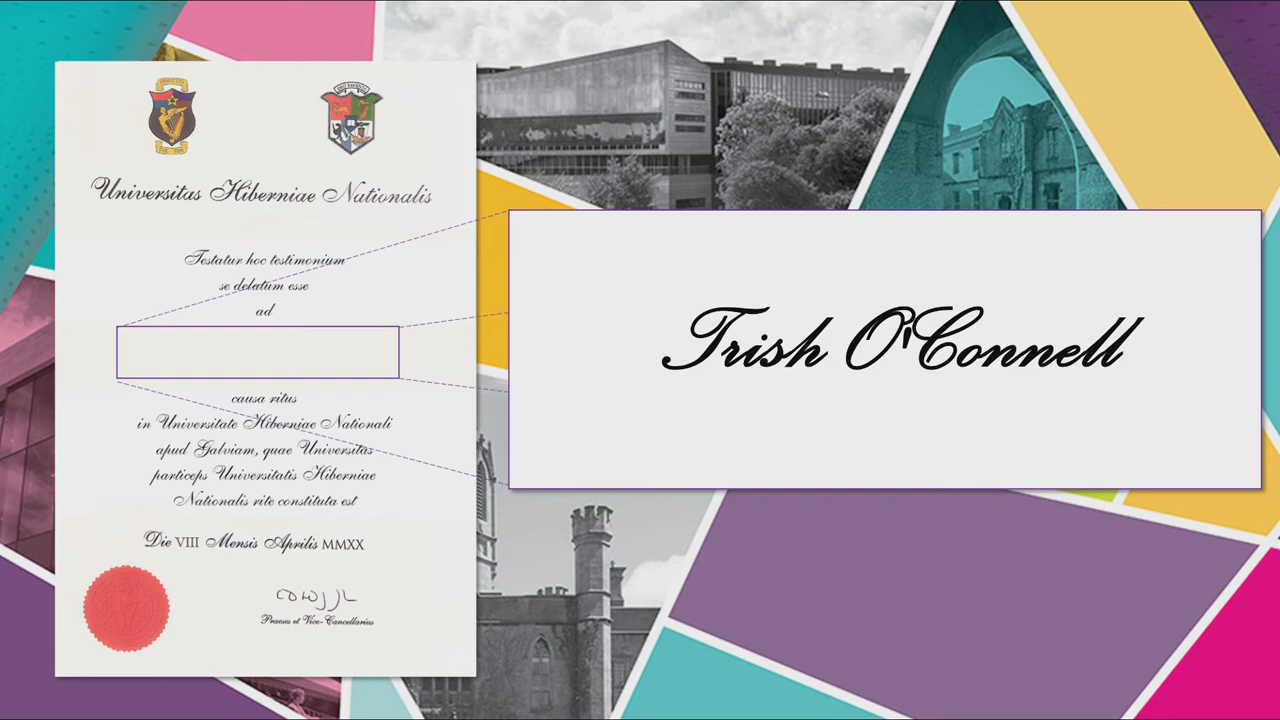 Universitas Hiberniae Nationalis
Testatur hoc testimonium
se delatum esse
ad
causa ritus
in Universitate Hiberniae Nationali
apud Galviam, quae Universitas
particeps Universitatis Hiberniae
Nationalis rite constituta est
Die VIII Mensis Aprilis MMXX
Praeses et Vice-Cancellarius
Trish O'Connell